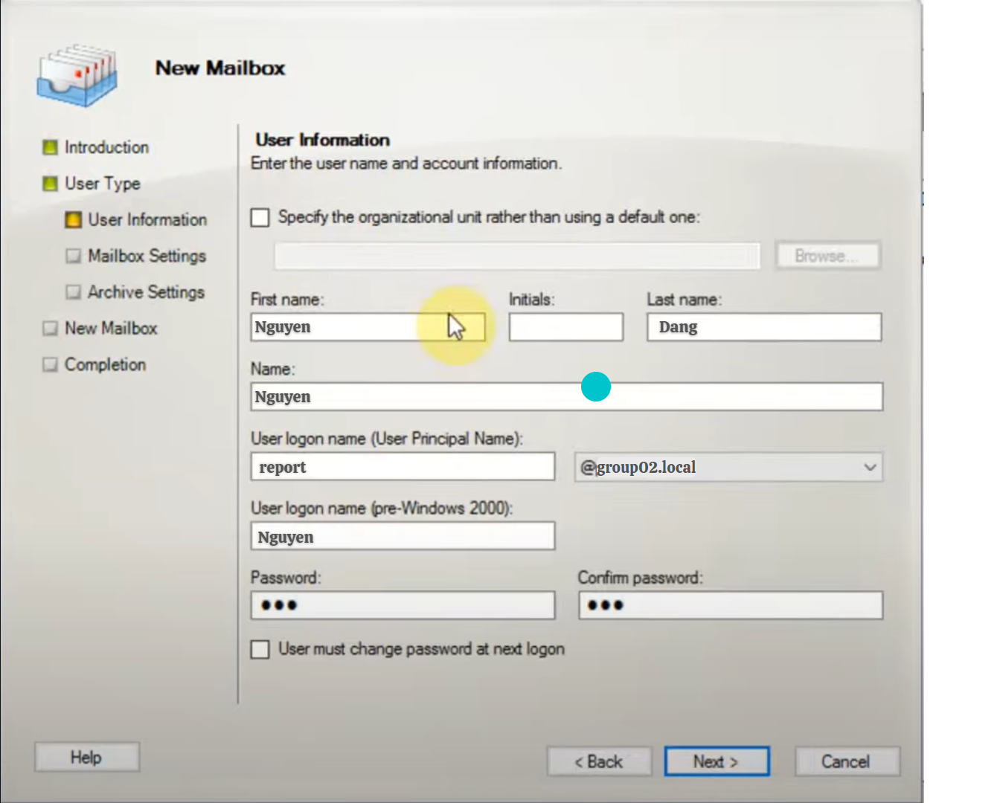 New Mailbox
Introduction
User Type
User Information
Mailbox Settings
Archive Settings
New Mailbox
Completion
User Information
Enter the user name and account information.
Specify the organizational unit rather than using a default one:
Browse...
First name: Initials: Last name:
Nguyen Dang
Name:
Nguyen
User logon name (User Principal Name):
report @group02.local
User logon name (pre-Windows 2000):
Nguyen
Password: Confirm password:
●●● ●●●
User must change password at next logon
Help < Back Next > Cancel